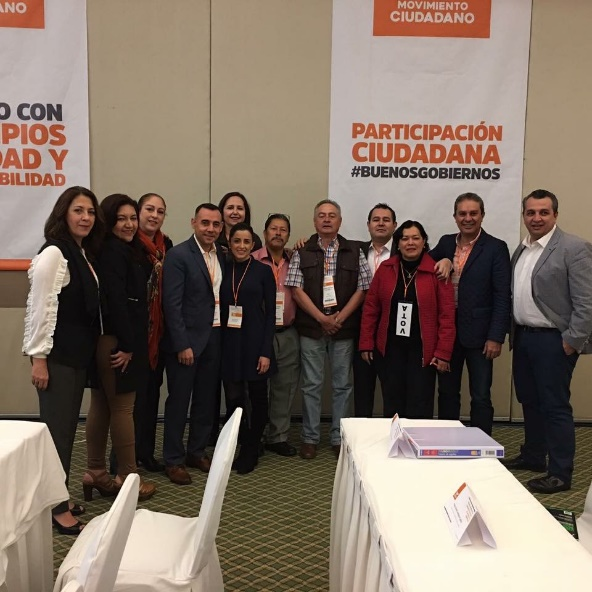 ANO
O CON
PIOS
DAD Y
BILIDAD
MOVIMIENTO
CIUDADANO
PARTICIPACIÓN
CIUDADANA
#BUENOSGOBIERNOS
VOTA